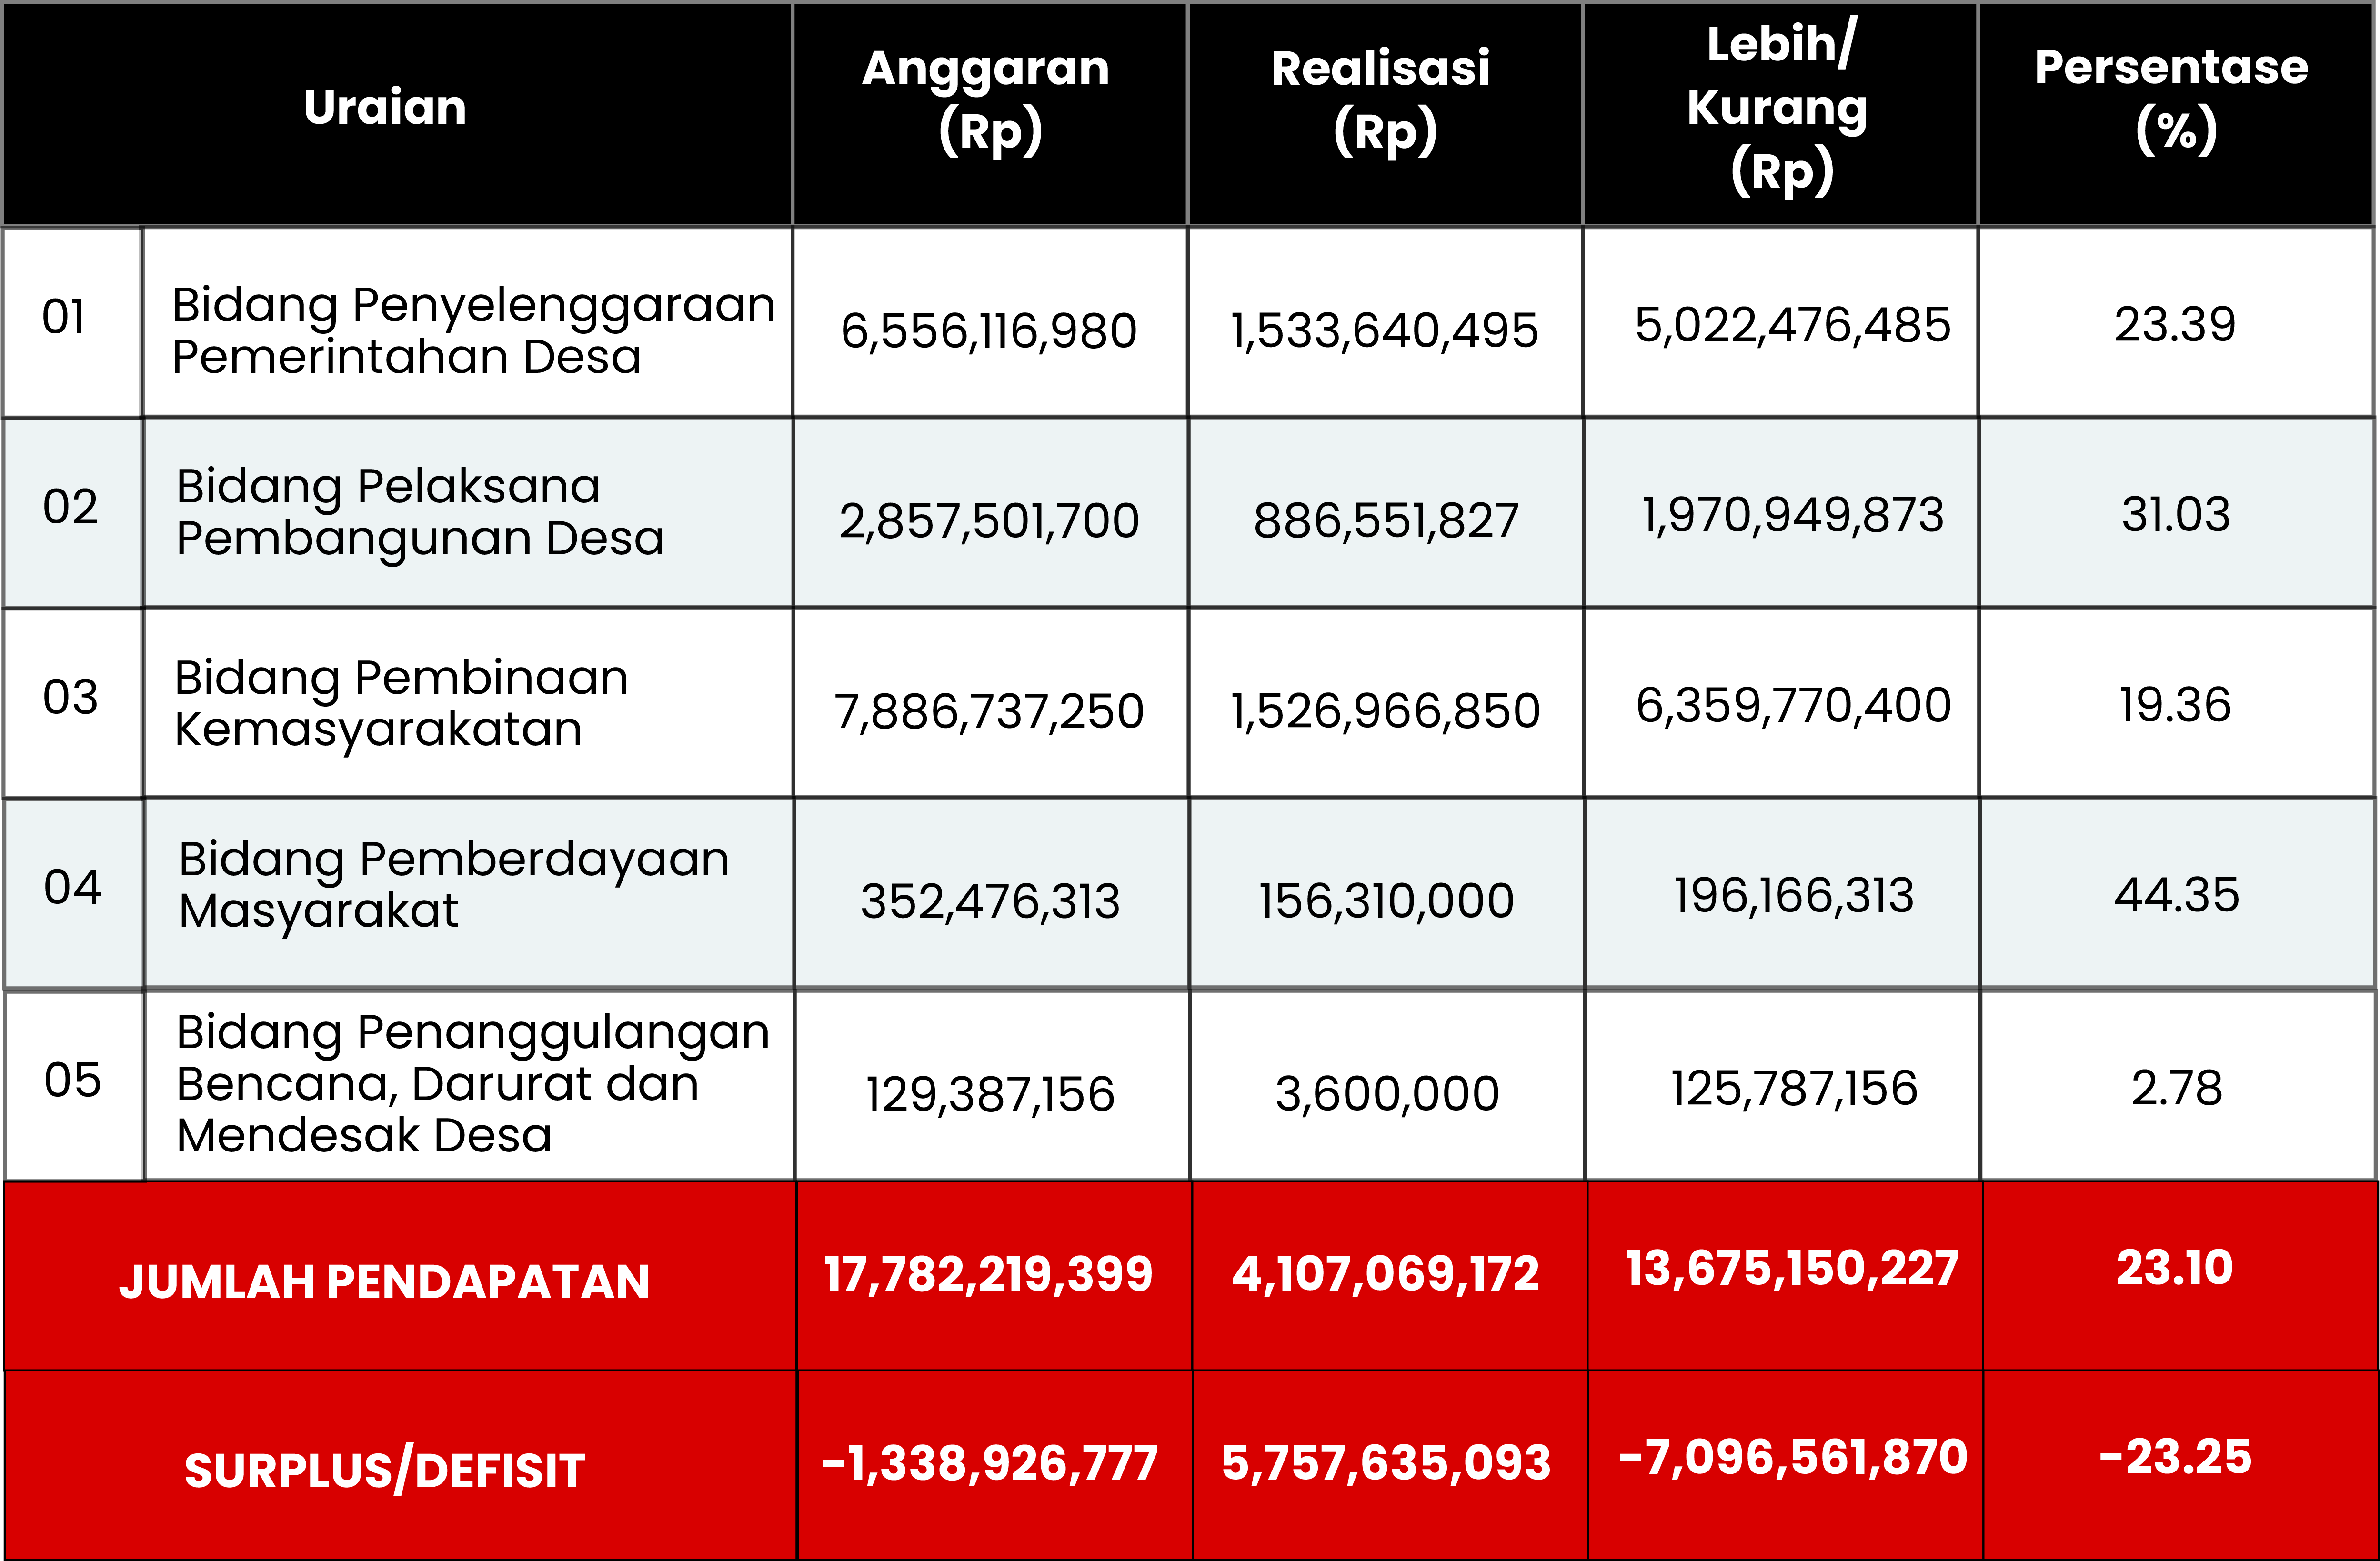 Uraian
Anggaran
(Rp)
Realisasi
(Rp)
Lebih/
Kurang
(Rp)
Persentase
(%)
01
Bidang Penyelenggaraan
Pemerintahan Desa
6,556,116,980
1,533,640,495
5,022,476,485
23.39
02
Bidang Pelaksana
Pembangunan Desa
2,857,501,700
886,551,827
1,970,949,873
31.03
03
Bidang Pembinaan
Kemasyarakatan
7,886,737,250
1,526,966,850
6,359,770,400
19.36
04
Bidang Pemberdayaan
Masyarakat
352,476,313
156,310,000
196,166,313
44.35
05
Bidang Penanggulangan
Bencana, Darurat dan
Mendesak Desa
129,387,156
3,600,000
125,787,156
2.78
JUMLAH PENDAPATAN
17,782,219,399
4,107,069,172
13,675,150,227
23.10
SURPLUS/DEFISIT
-1,338,926,777
5,757,635,093
-7,096,561,870
-23.25